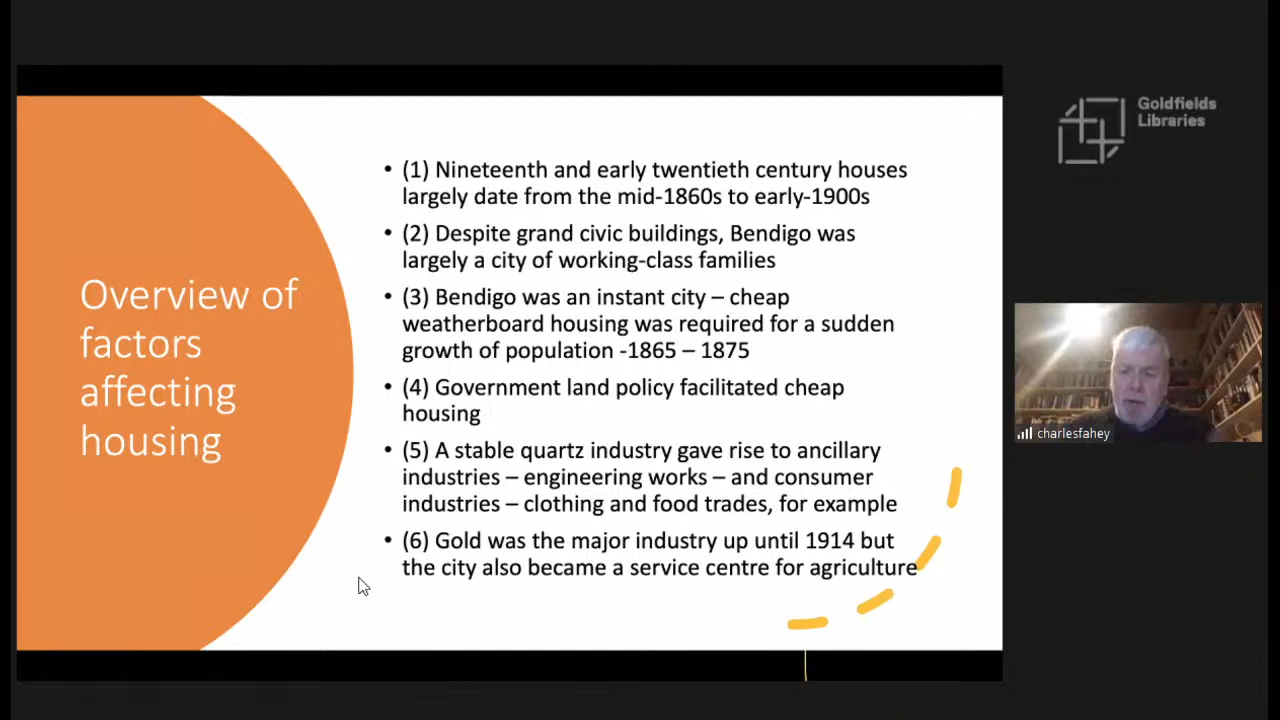 Overview of
factors
affecting
housing
• (1) Nineteenth and early twentieth century houses
largely date from the mid-1860s to early-1900s
• (2) Despite grand civic buildings, Bendigo was
largely a city of working-class families
• (3) Bendigo was an instant city – cheap
weatherboard housing was required for a sudden
growth of population -1865 – 1875
• (4) Government land policy facilitated cheap
housing
• (5) A stable quartz industry gave rise to ancillary
industries – engineering works – and consumer
industries – clothing and food trades, for example
• (6) Gold was the major industry up until 1914 but
the city also became a service centre for agriculture
Goldfields
Libraries
charlesfahey